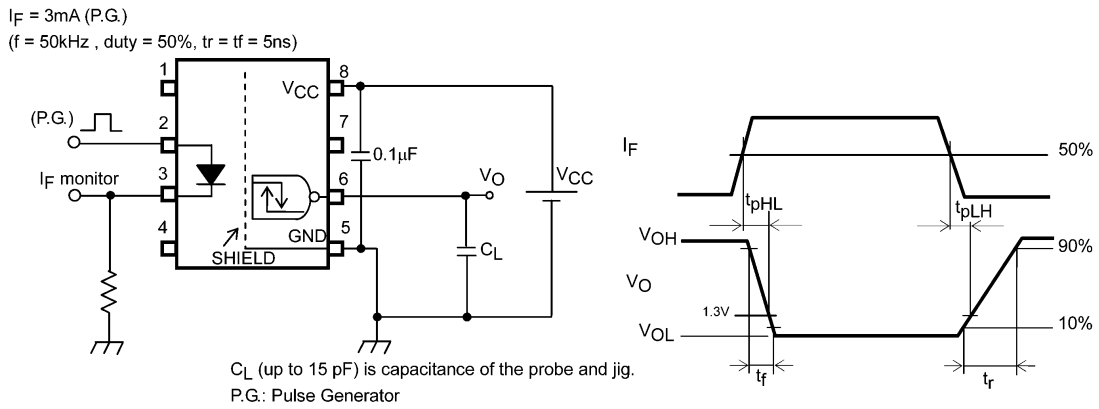 IF = 3mA (P.G.)
(f = 50kHz , duty = 50%, tr = tf = 5ns)
1
8
VCC
(P.G.)
2
7
0.1μF
IF monitor
3
6
VO
VCC
4
GND
5
SHIELD
CL
CL (up to 15 pF) is capacitance of the probe and jig.
P.G.: Pulse Generator
IF
50%
tpHL
tpLH
VOH
90%
VO
1.3V
VOL
10%
tf
tr